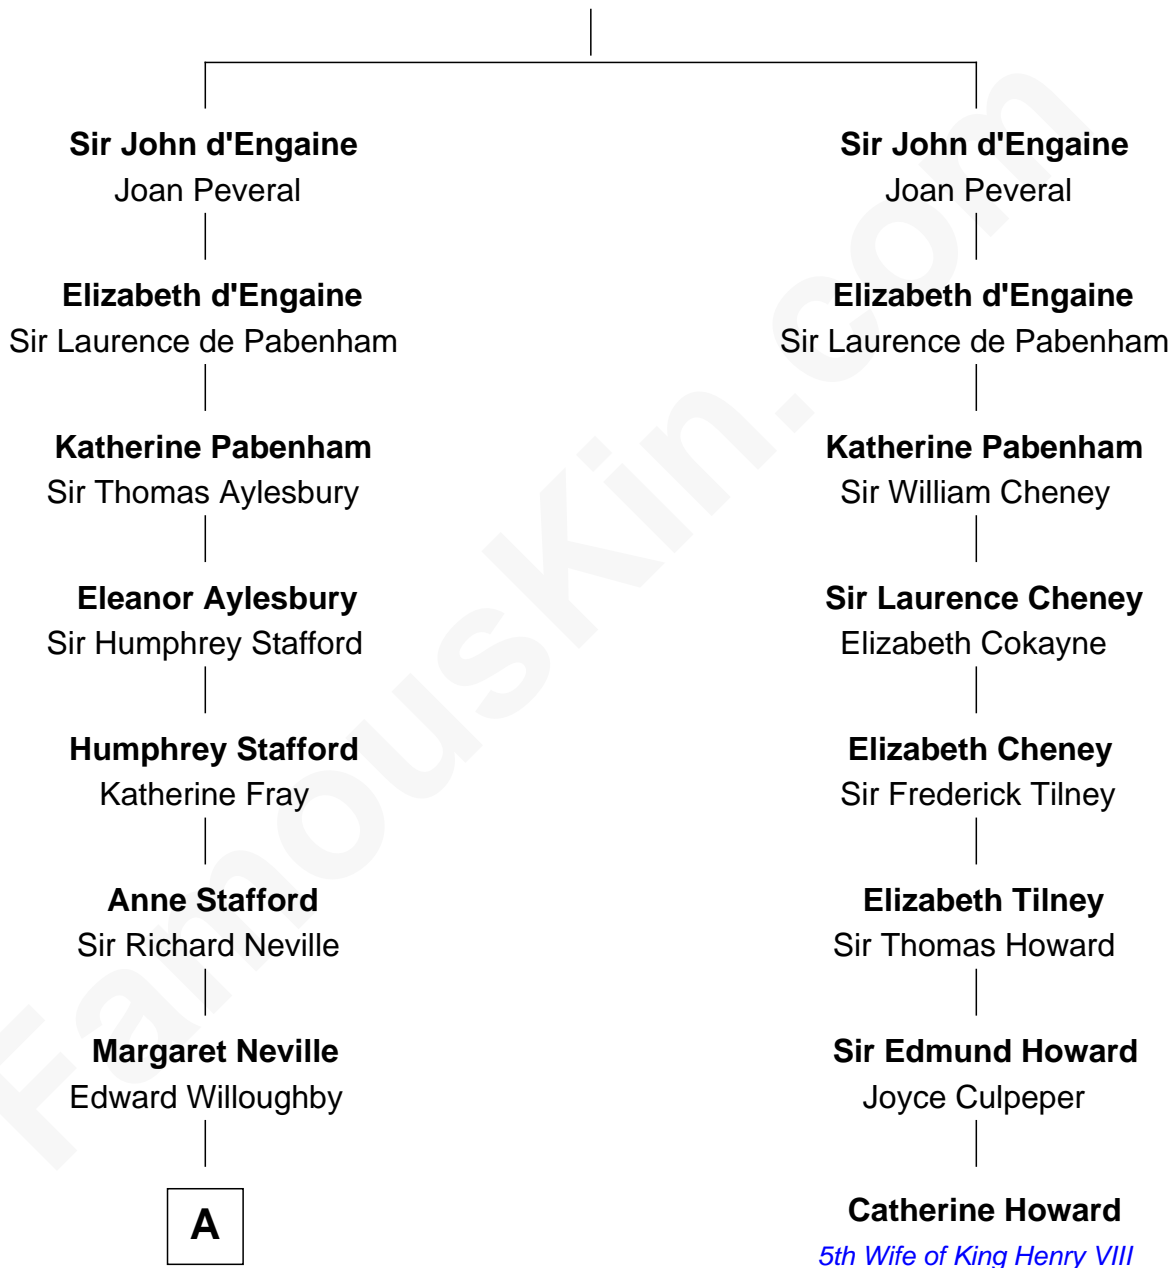 Sir John d'Engaine
Joan Peveral
Elizabeth d'Engaine
Sir Laurence de Pabenham
Katherine Pabenham
Sir Thomas Aylesbury
Eleanor Aylesbury
Sir Humphrey Stafford
Humphrey Stafford
Katherine Fray
Anne Stafford
Sir Richard Neville
Margaret Neville
Edward Willoughby
A
Sir John d'Engaine
Joan Peveral
Elizabeth d'Engaine
Sir Laurence de Pabenham
Katherine Pabenham
Sir William Cheney
Sir Laurence Cheney
Elizabeth Cokayne
Elizabeth Cheney
Sir Frederick Tilney
Elizabeth Tilney
Sir Thomas Howard
Sir Edmund Howard
Joyce Culpeper
Catherine Howard
5th Wife of King Henry VIII
FamousKin.com